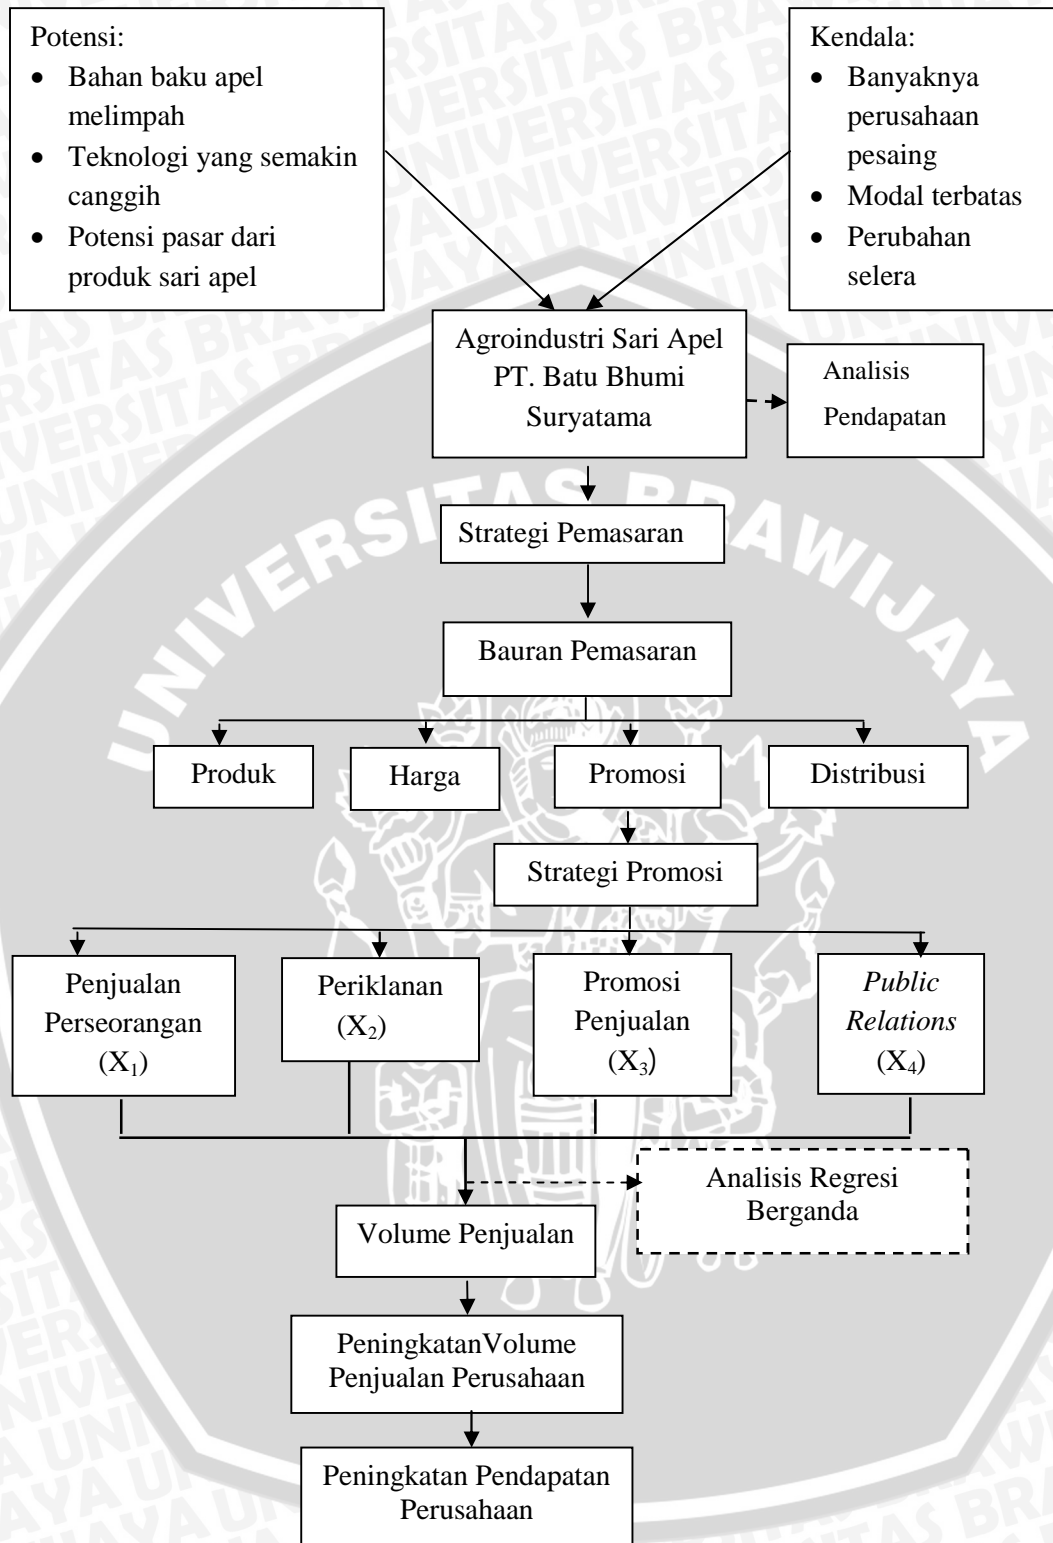 Potensi:
• Bahan baku apel
melimpah
• Teknologi yang semakin
canggih
• Potensi pasar dari
produk sari apel
Kendala:
• Banyaknya
perusahaan
pesaing
• Modal terbatas
• Perubahan
selera
Agroindustri Sari Apel
PT. Batu Bhumi
Suryatama
Analisis
Pendapatan
UNIVERSITAS BRAWIJAYA
Strategi Pemasaran
Bauran Pemasaran
Produk
Harga
Promosi
Distribusi
Strategi Promosi
Penjualan
Perseorangan
(X₁)
Periklanan
(X₂)
Promosi
Penjualan
(X₃)
Public
Relations
(X₄)
Analisis Regresi
Berganda
Volume Penjualan
PeningkatanVolume
Penjualan Perusahaan
Peningkatan Pendapatan
Perusahaan